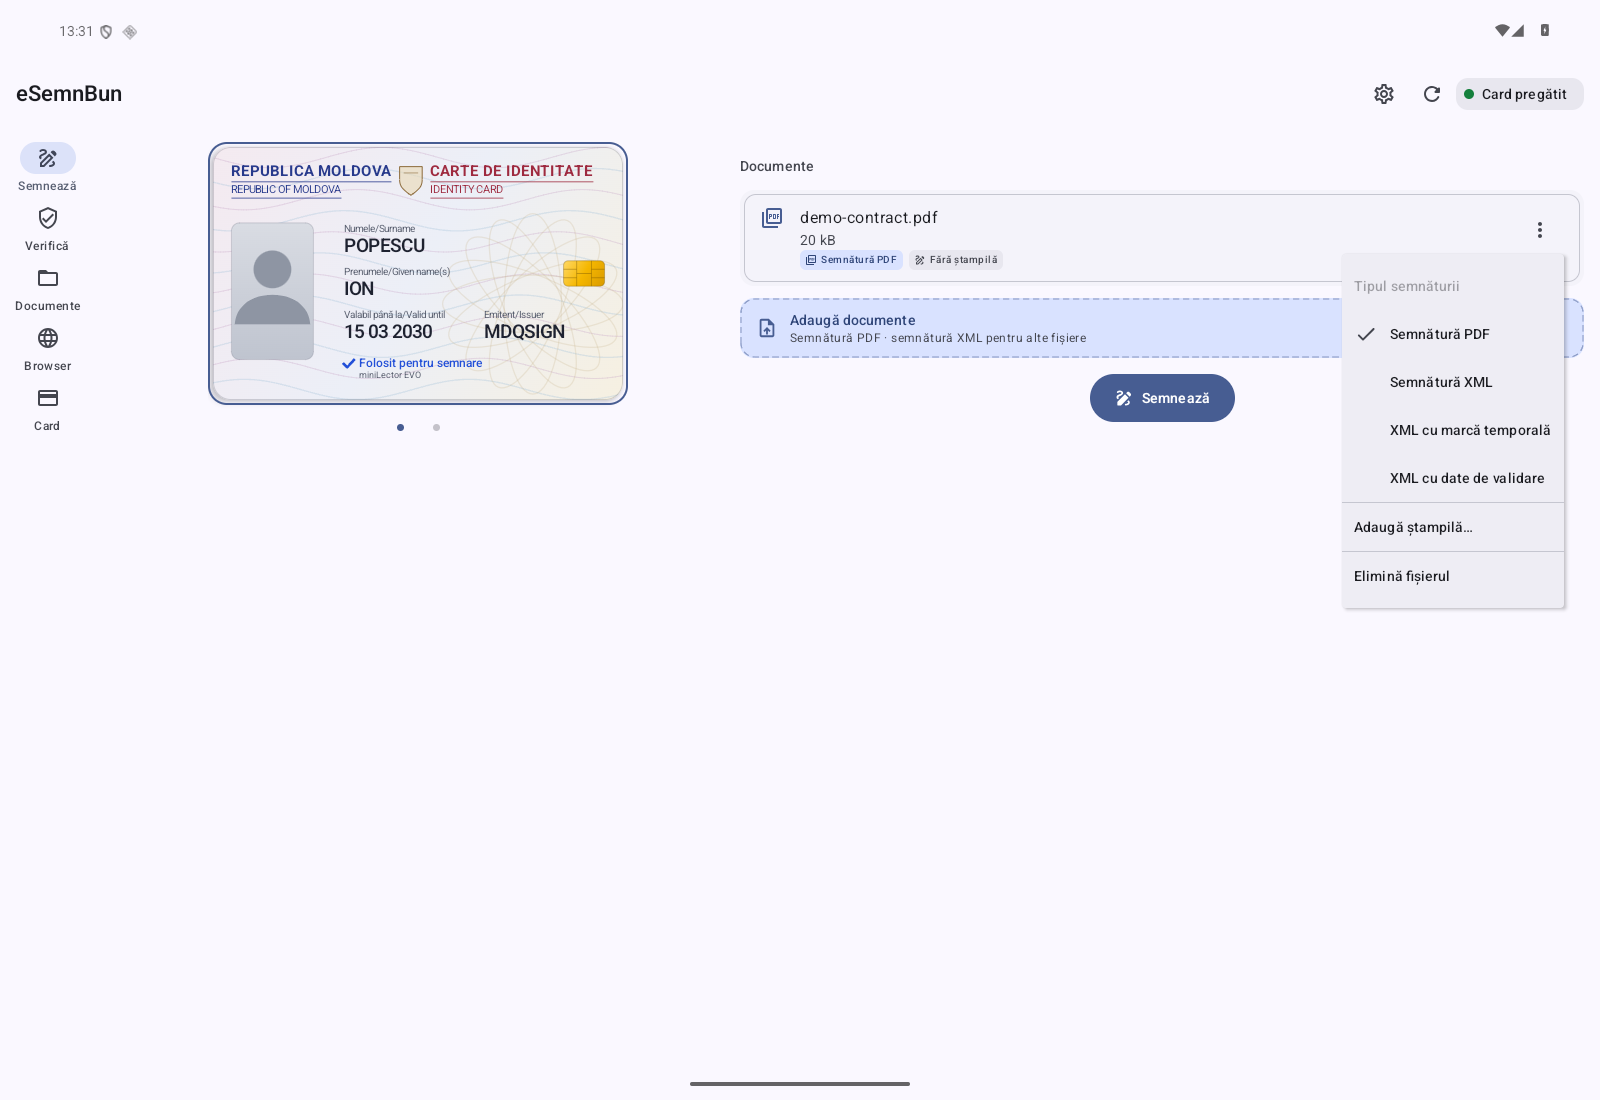 13:31
eSemnBun
Card pregătit
Semnează
Verifică
Documente
Browser
Card
REPUBLICA MOLDOVA
REPUBLIC OF MOLDOVA
CARTE DE IDENTITATE
IDENTITY CARD
Numele/Surname
POPESCU
Prenumele/Given name(s)
ION
Valabil până la/Valid until
15 03 2030
Emitent/Issuer
MDQSIGN
Folosit pentru semnare
miniLector EVO
Documente
demo-contract.pdf
20 kB
Semnătură PDF
Fără ștampilă
Adaugă documente
Semnătură PDF · semnătură XML pentru alte fișiere
Semnează
Tipul semnăturii
Semnătură PDF
Semnătură XML
XML cu marcă temporală
XML cu date de validare
Adaugă ștampilă…
Elimină fișierul